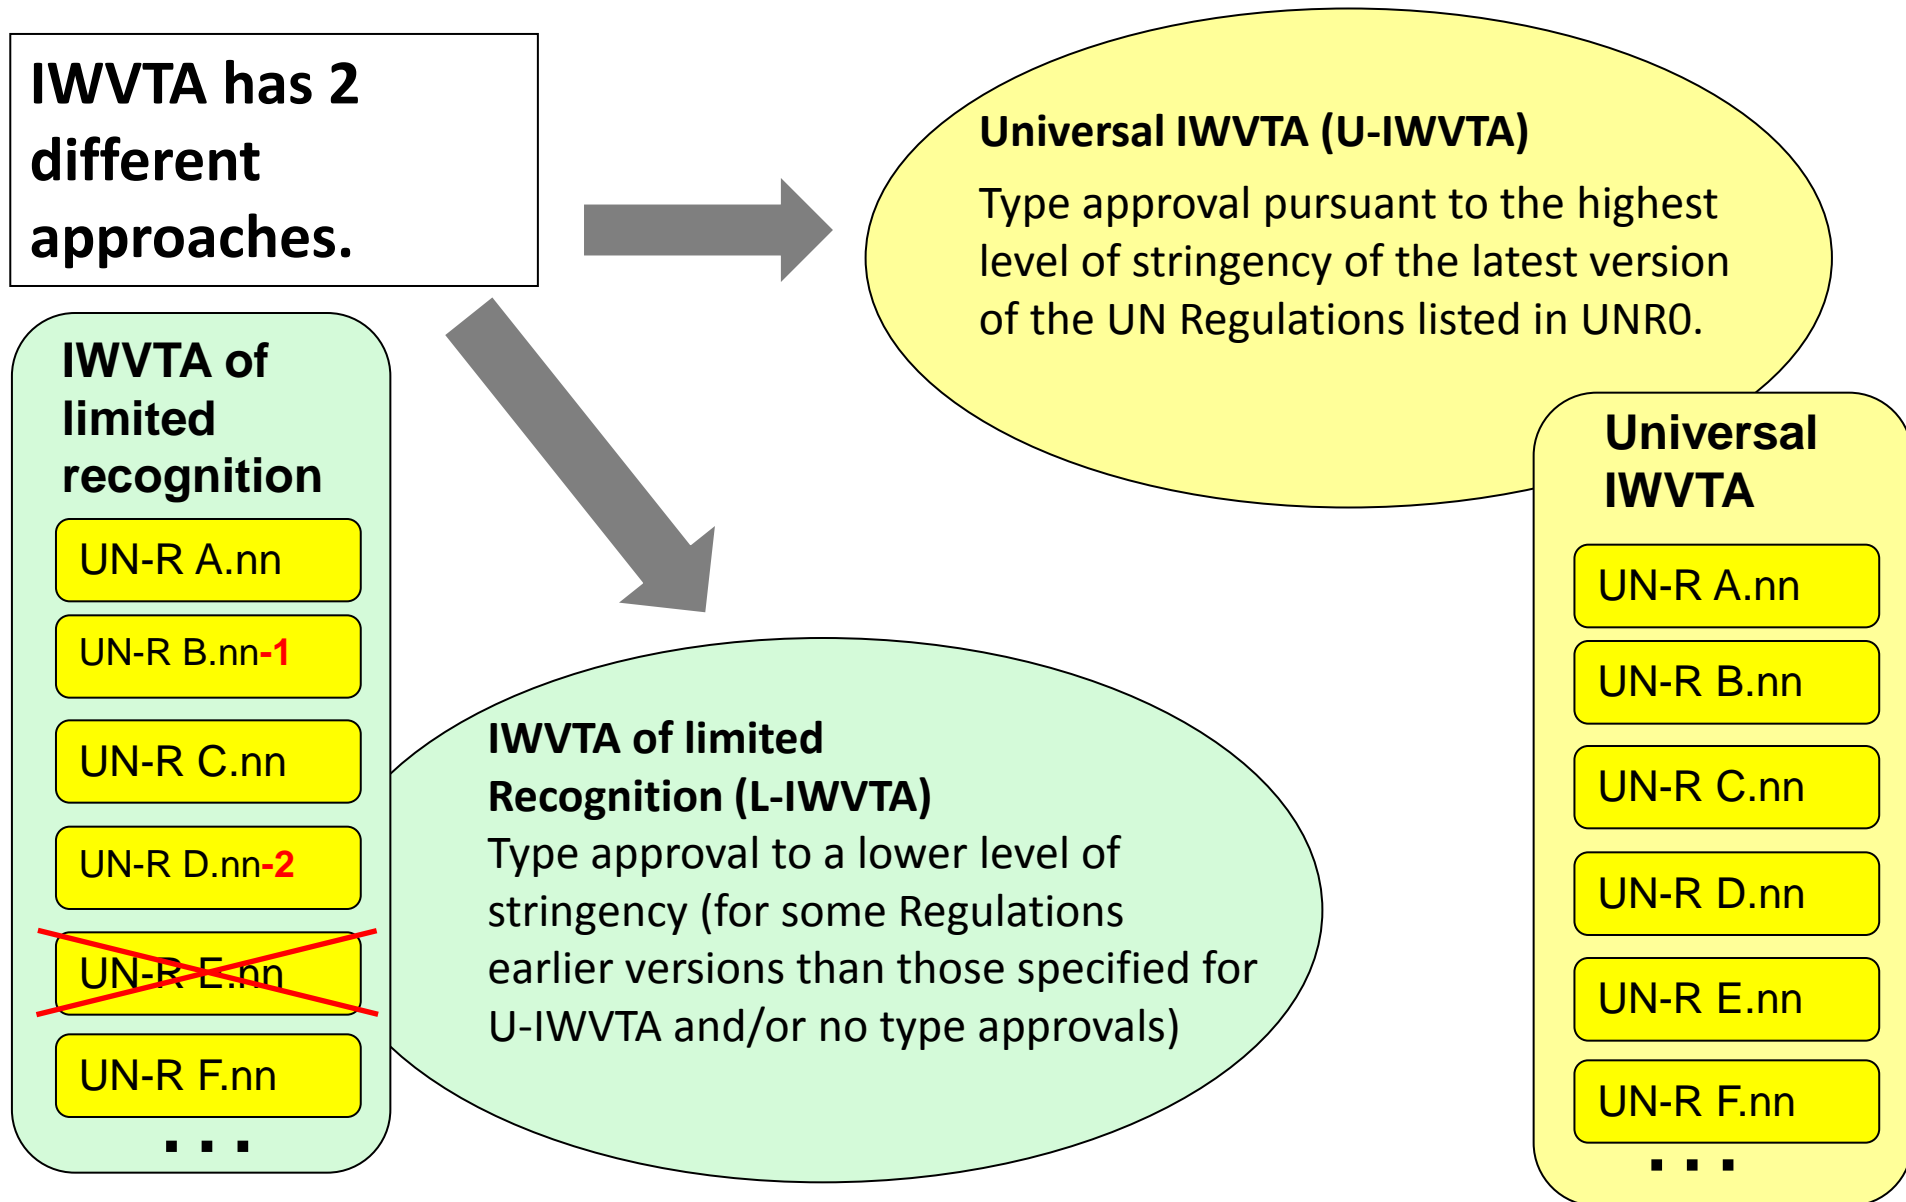 IWVTA has 2
different
approaches.
Universal IWVTA (U-IWVTA)
Type approval pursuant to the highest
level of stringency of the latest version
of the UN Regulations listed in UNR0.
IWVTA of
limited
recognition
UN-R A.nn
UN-R B.nn-1
UN-R C.nn
UN-R D.nn-2
UN-R E.nn
UN-R F.nn
...
IWVTA of limited
Recognition (L-IWVTA)
Type approval to a lower level of
stringency (for some Regulations
earlier versions than those specified for
U-IWVTA and/or no type approvals)
Universal
IWVTA
UN-R A.nn
UN-R B.nn
UN-R C.nn
UN-R D.nn
UN-R E.nn
UN-R F.nn
...